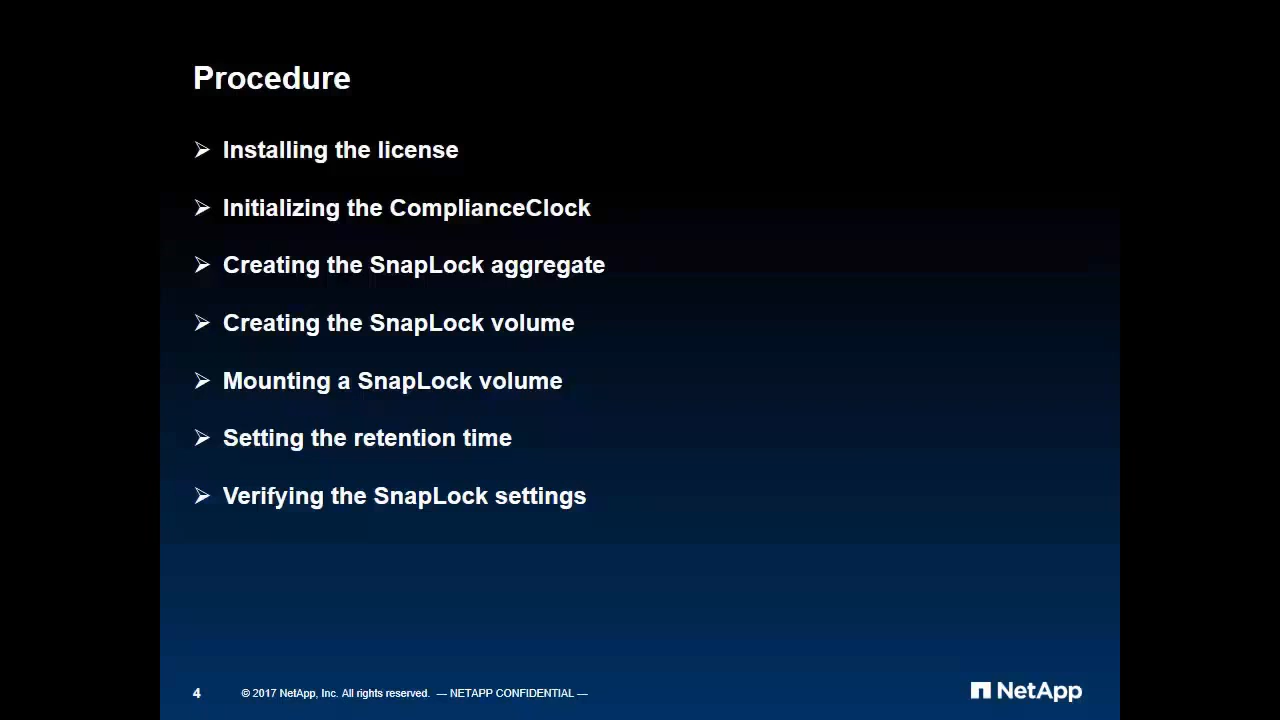 Procedure
➢ Installing the license
➢ Initializing the ComplianceClock
➢ Creating the SnapLock aggregate
➢ Creating the SnapLock volume
➢ Mounting a SnapLock volume
➢ Setting the retention time
➢ Verifying the SnapLock settings
4 © 2017 NetApp, Inc. All rights reserved. — NETAPP CONFIDENTIAL —
NetApp